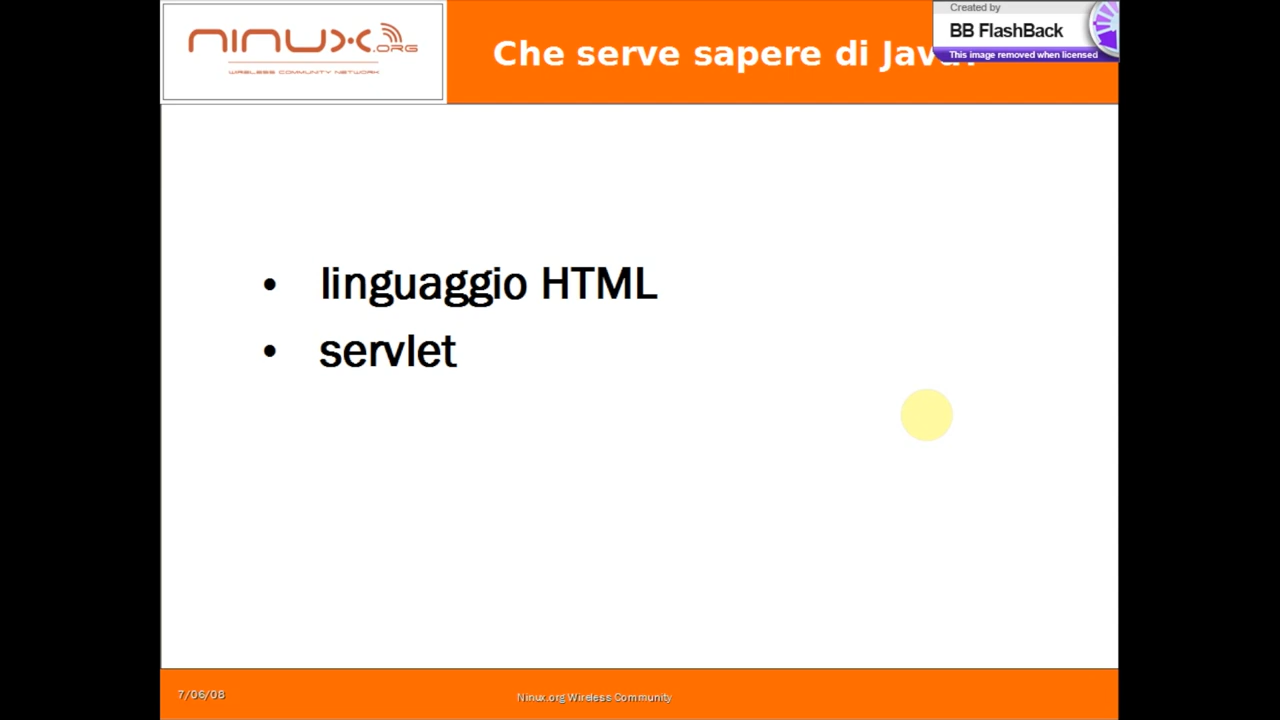 NINUX.ORG
WIRELESS COMMUNITY NETWORK
Che serve sapere di Java?
Created by
BB FlashBack
This image removed when licensed
• linguaggio HTML
• servlet
7/06/08
Ninux.org Wireless Community